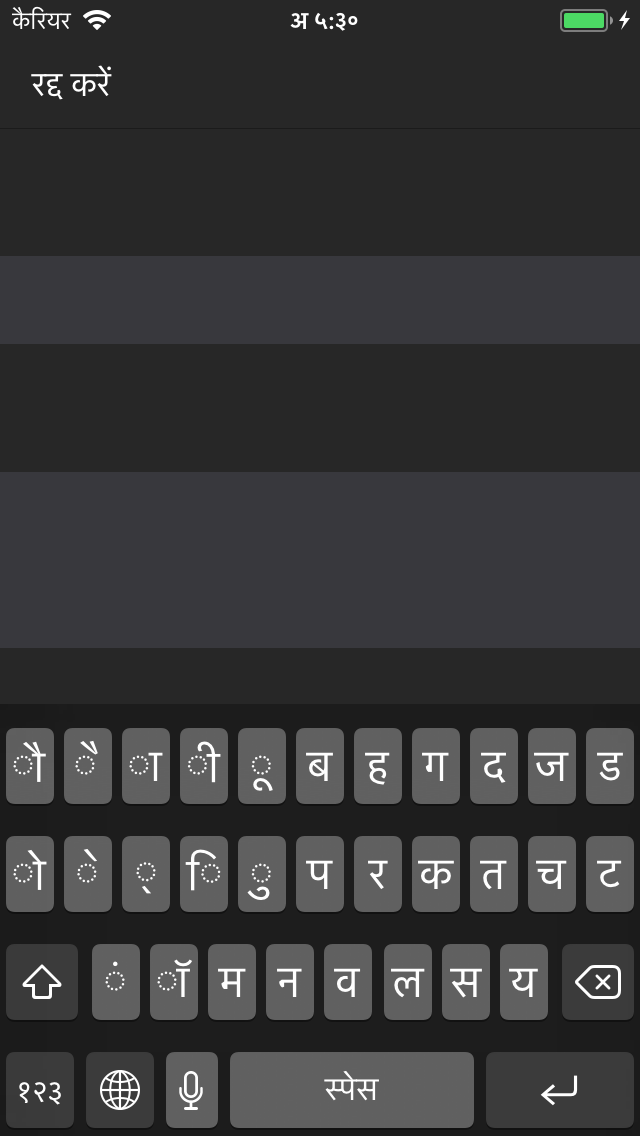 कैरियर अ ५:३०
रद्द करें
ौ ै ा ी ू ब ह ग द ज ड
ो े ् ि ु प र क त च ट
ं ॉ म न व ल स य
१२३ स्पेस